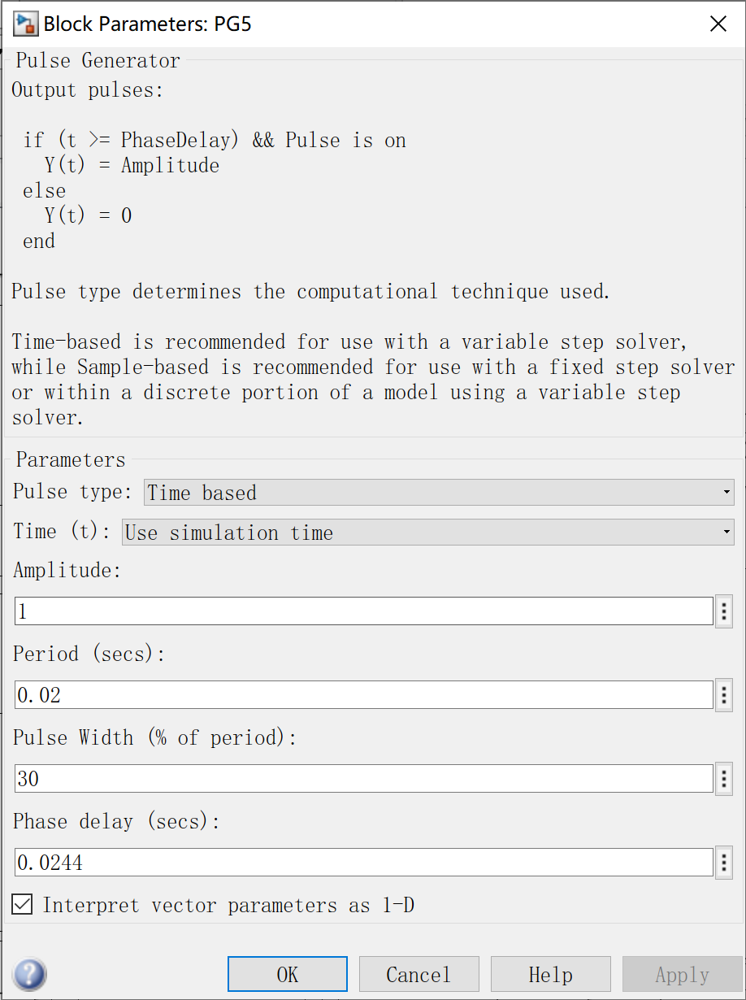 Block Parameters: PG5
Pulse Generator
Output pulses:
if (t >= PhaseDelay) && Pulse is on
Y(t) = Amplitude
else
Y(t) = 0
end
Pulse type determines the computational technique used.
Time-based is recommended for use with a variable step solver,
while Sample-based is recommended for use with a fixed step solver
or within a discrete portion of a model using a variable step
solver.
Parameters
Pulse type: Time based
Time (t): Use simulation time
Amplitude:
1
Period (secs):
0.02
Pulse Width (% of period):
30
Phase delay (secs):
0.0244
Interpret vector parameters as 1-D
? OK Cancel Help Apply